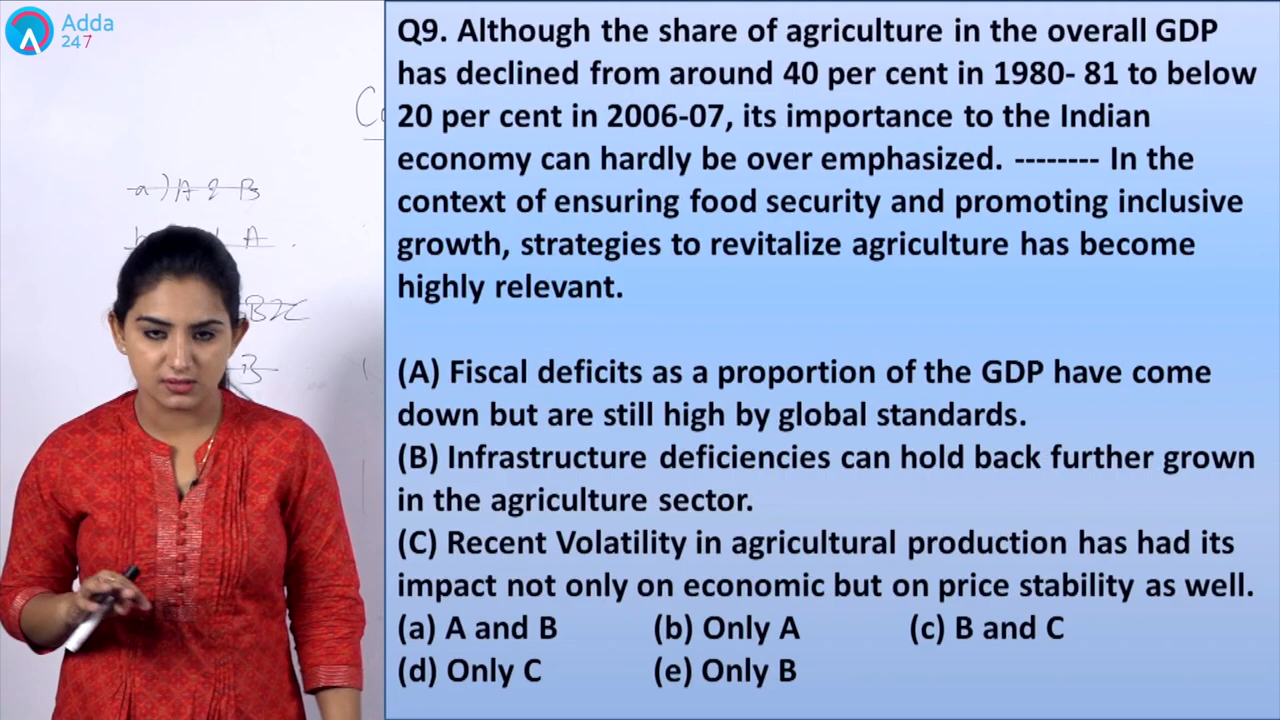 Adda
247
Q9. Although the share of agriculture in the overall GDP
has declined from around 40 per cent in 1980- 81 to below
20 per cent in 2006-07, its importance to the Indian
economy can hardly be over emphasized. -------- In the
context of ensuring food security and promoting inclusive
growth, strategies to revitalize agriculture has become
highly relevant.
(A) Fiscal deficits as a proportion of the GDP have come
down but are still high by global standards.
(B) Infrastructure deficiencies can hold back further grown
in the agriculture sector.
(C) Recent Volatility in agricultural production has had its
impact not only on economic but on price stability as well.
(a) A and B (b) Only A (c) B and C
(d) Only C (e) Only B
a) A & B
A
B